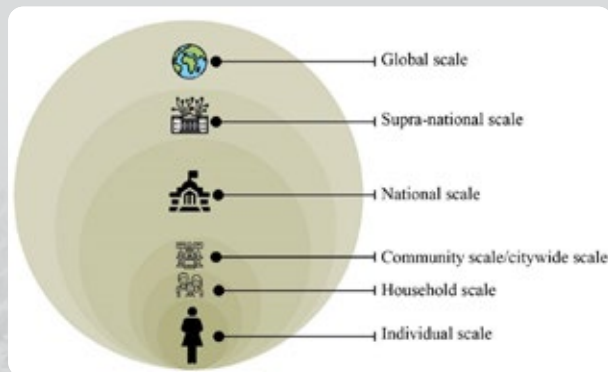 Global scale
Supra-national scale
National scale
Community scale/citywide scale
Household scale
Individual scale